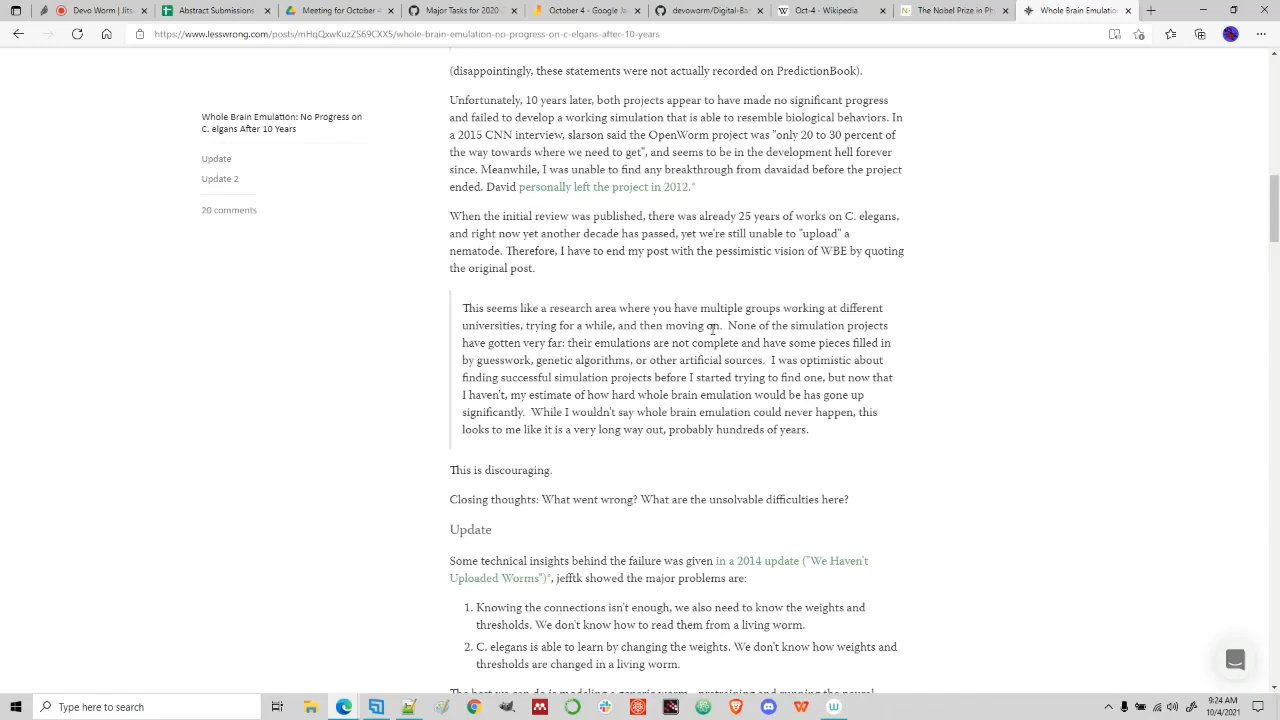 Devo Worm | Jits
Abstract Submissions
Meeting for October 4
Major Tasks for 2020-
October 4: Google Is
devoworm/DigitalB
Oct-4 - Wikipedia
The Nobel Prize in Ph
Whole Brain Emulation
https://www.lesswrong.com/posts/mHqQxwKuzZS69CXX5/whole-brain-emulation-no-progress-on-c-elgans-after-10-years
(disappointingly, these statements were not actually recorded on PredictionBook).
Whole Brain Emulation: No Progress on
C. elgans After 10 Years
Update
Update 2
20 comments
Unfortunately, 10 years later, both projects appear to have made no significant progress
and failed to develop a working simulation that is able to resemble biological behaviors. In
a 2015 CNN interview, slarson said the OpenWorm project was "only 20 to 30 percent of
the way towards where we need to get", and seems to be in the development hell forever
since. Meanwhile, I was unable to find any breakthrough from davaidad before the project
ended. David personally left the project in 2012.*
When the initial review was published, there was already 25 years of works on C. elegans,
and right now yet another decade has passed, yet we're still unable to "upload" a
nematode. Therefore, I have to end my post with the pessimistic vision of WBE by quoting
the original post.
This seems like a research area where you have multiple groups working at different
universities, trying for a while, and then moving on. None of the simulation projects
have gotten very far: their emulations are not complete and have some pieces filled in
by guesswork, genetic algorithms, or other artificial sources. I was optimistic about
finding successful simulation projects before I started trying to find one, but now that
I haven't, my estimate of how hard whole brain emulation would be has gone up
significantly. While I wouldn't say whole brain emulation could never happen, this
looks to me like it is a very long way out, probably hundreds of years.
This is discouraging.
Closing thoughts: What went wrong? What are the unsolvable difficulties here?
Update
Some technical insights behind the failure was given in a 2014 update ("We Haven't
Uploaded Worms")*, jefftk showed the major problems are:
1. Knowing the connections isn't enough, we also need to know the weights and
thresholds. We don't know how to read them from a living worm.
2. C. elegans is able to learn by changing the weights. We don't know how weights and
thresholds are changed in a living worm.
The best we can do is modeling a generic worm - pretraining and running the neural
Type here to search
9:24 AM
10/4/2021